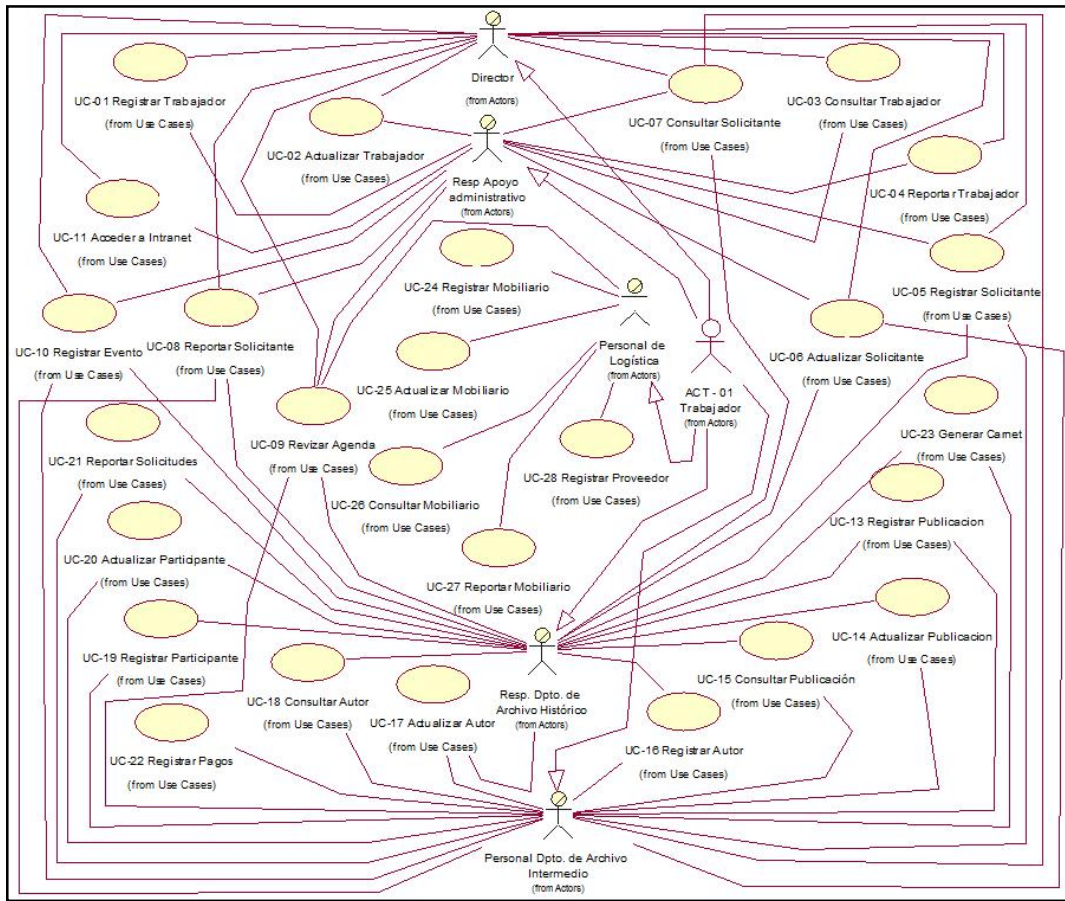 Director
(from Actors)
UC-01 Registrar Trabajador
(from Use Cases)
UC-03 Consultar Trabajador
(from Use Cases)
UC-07 Consultar Solicitante
(from Use Cases)
UC-02 Actualizar Trabajador
(from Use Cases)
Resp Apoyo
administrativo
(from Actors)
UC-04 Reportar Trabajador
(from Use Cases)
UC-11 Acceder a Intranet
(from Use Cases)
UC-24 Registrar Mobiliario
(from Use Cases)
UC-05 Registrar Solicitante
(from Use Cases)
UC-10 Registrar Evento
(from Use Cases)
UC-08 Reportar Solicitante
(from Use Cases)
Personal de
Logística
(from Actors)
UC-06 Actualizar Solicitante
(from Use Cases)
UC-25 Actualizar Mobiliario
(from Use Cases)
ACT - 01
Trabajador
(from Actors)
UC-09 Revizar Agenda
(from Use Cases)
UC-23 Generar Carnet
(from Use Cases)
UC-21 Reportar Solicitudes
(from Use Cases)
UC-28 Registrar Proveedor
(from Use Cases)
UC-26 Consultar Mobiliario
(from Use Cases)
UC-13 Registrar Publicacion
(from Use Cases)
UC-20 Actualizar Participante
(from Use Cases)
UC-27 Reportar Mobiliario
(from Use Cases)
UC-14 Actualizar Publicacion
(from Use Cases)
UC-19 Registrar Participante
(from Use Cases)
UC-15 Consultar Publicación
(from Use Cases)
Resp. Dpto. de
Archivo Histórico
(from Actors)
UC-18 Consultar Autor
(from Use Cases)
UC-17 Actualizar Autor
(from Use Cases)
UC-16 Registrar Autor
(from Use Cases)
UC-22 Registrar Pagos
(from Use Cases)
Personal Dpto. de Archivo
Intermedio
(from Actors)